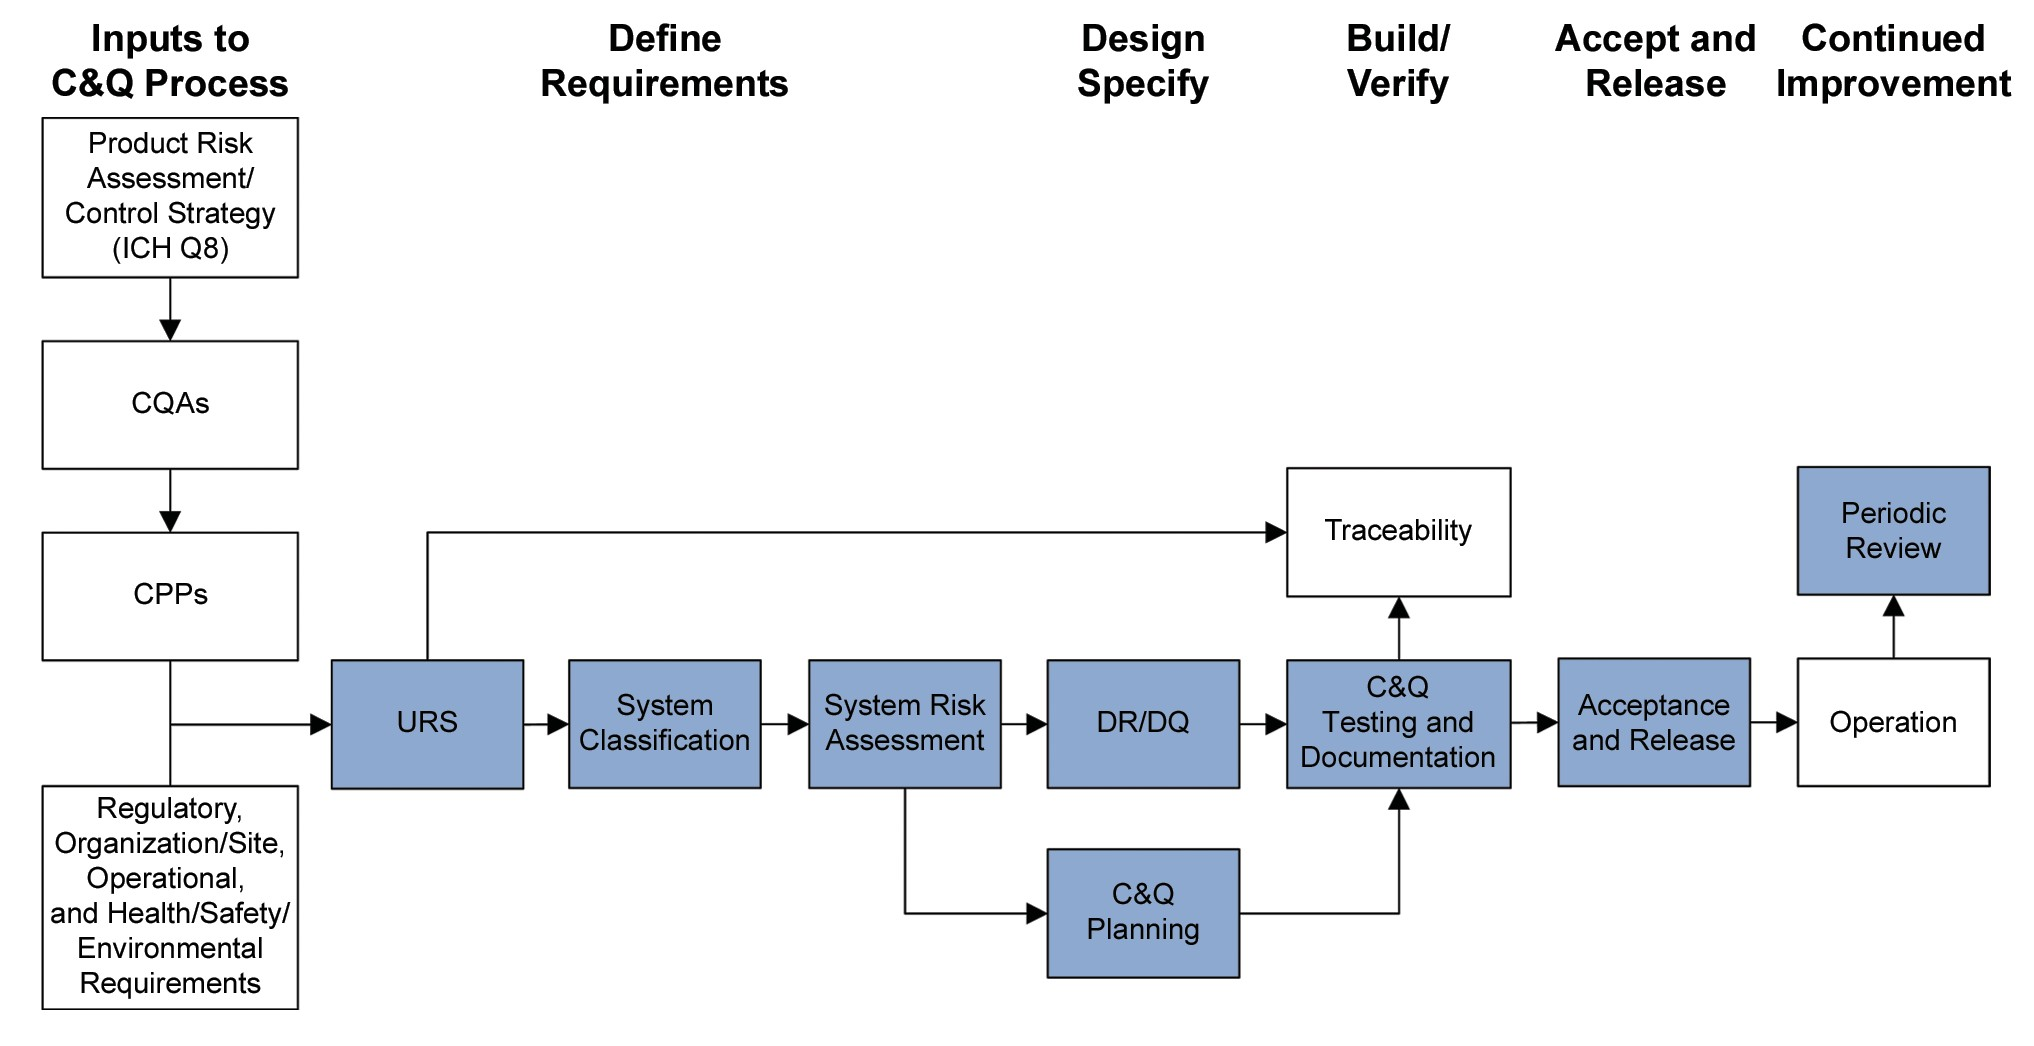 Inputs to
C&Q Process
Define
Requirements
Design
Specify
Build/
Verify
Accept and
Release
Continued
Improvement
Product Risk
Assessment/
Control Strategy
(ICH Q8)
CQAs
CPPs
Regulatory,
Organization/Site,
Operational,
and Health/Safety/
Environmental
Requirements
URS
System
Classification
System Risk
Assessment
DR/DQ
C&Q
Planning
Traceability
C&Q
Testing and
Documentation
Acceptance
and Release
Periodic
Review
Operation